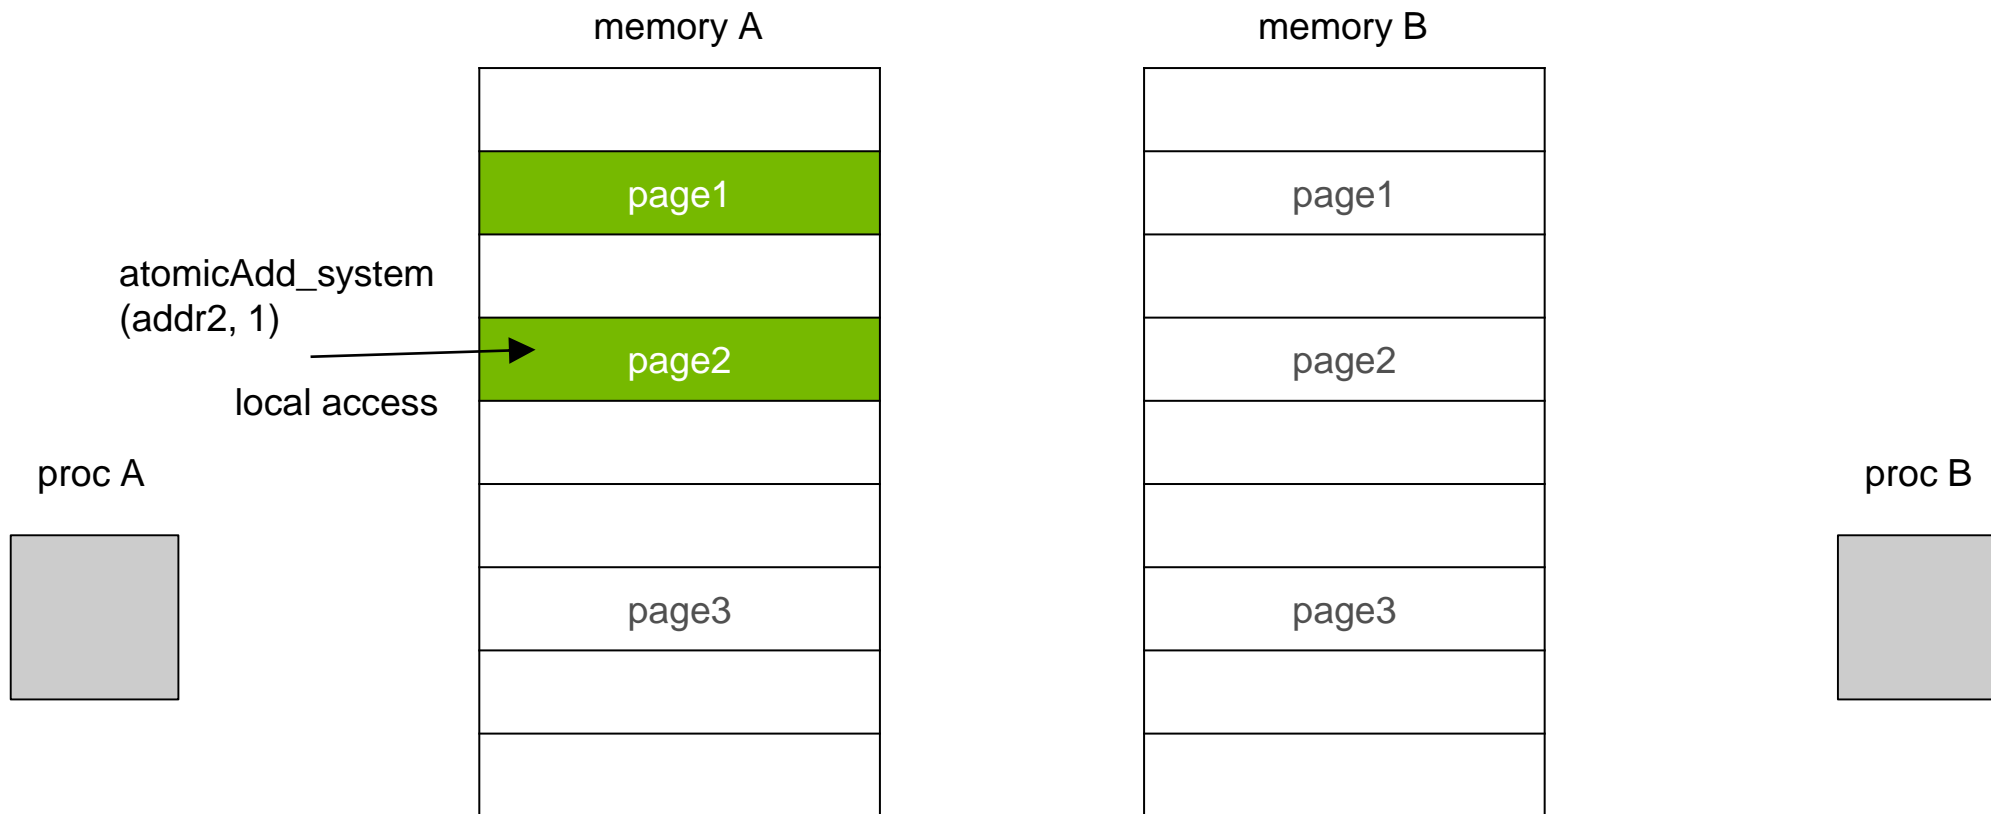 memory A
memory B
page1
page1
atomicAdd_system
(addr2, 1)
page2
page2
local access
proc A
proc B
page3
page3